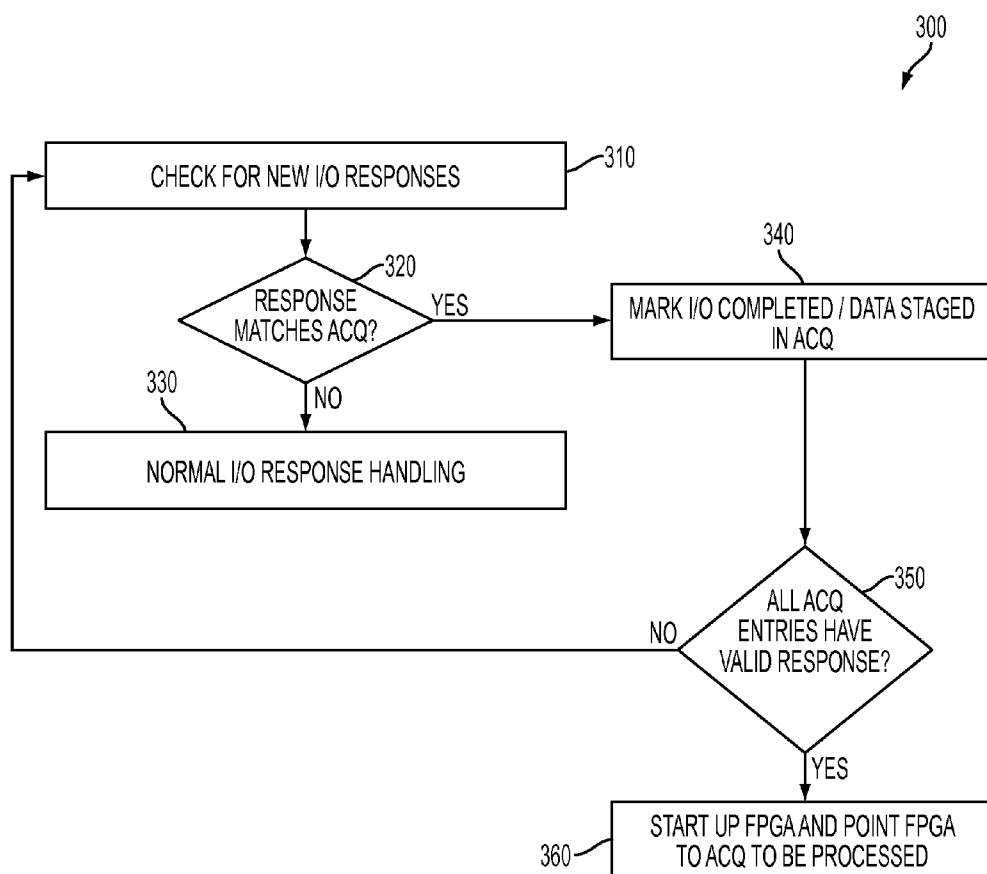 300
CHECK FOR NEW I/O RESPONSES
310
320
RESPONSE
MATCHES ACQ?
YES
NO
330
NORMAL I/O RESPONSE HANDLING
340
MARK I/O COMPLETED / DATA STAGED
IN ACQ
350
ALL ACQ
ENTRIES HAVE
VALID RESPONSE?
NO
YES
360
START UP FPGA AND POINT FPGA
TO ACQ TO BE PROCESSED